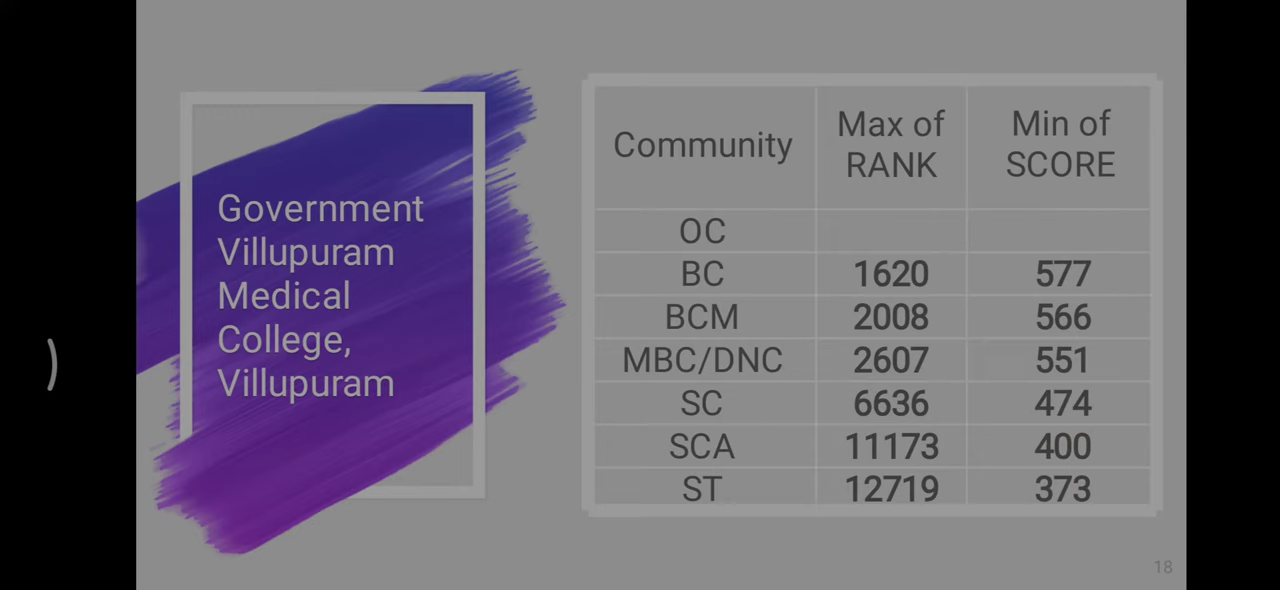 Government
Villupuram
Medical
College,
Villupuram
Community Max of RANK Min of SCORE
OC
BC 1620 577
BCM 2008 566
MBC/DNC 2607 551
SC 6636 474
SCA 11173 400
ST 12719 373
18